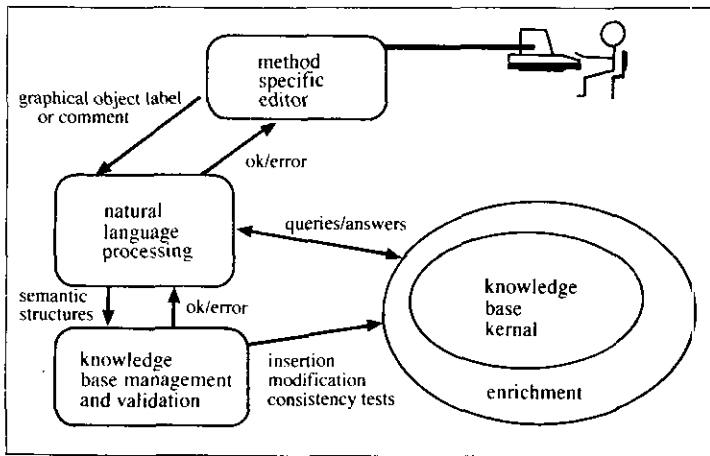 method
specific
editor
graphical object label
or comment
ok/error
natural
language
processing
queries/answers
knowledge
base
kernal
semantic
structures
ok/error
knowledge
base management
and validation
insertion
modification
consistency tests
enrichment